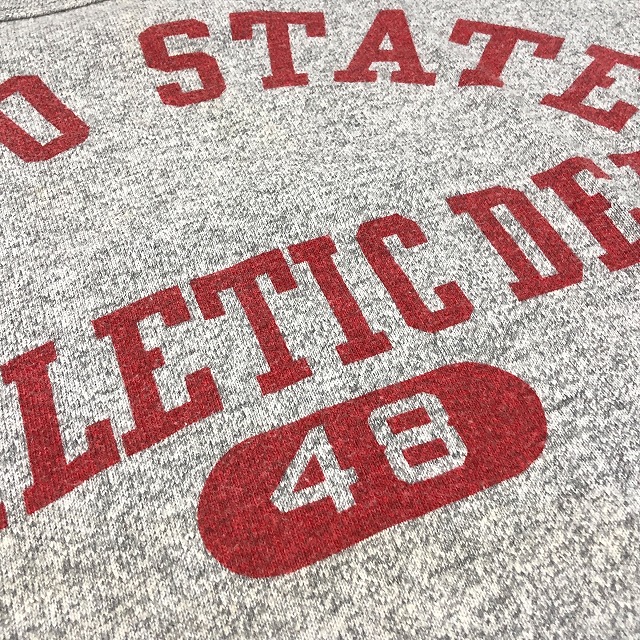 O STATE
LETIC DE
48